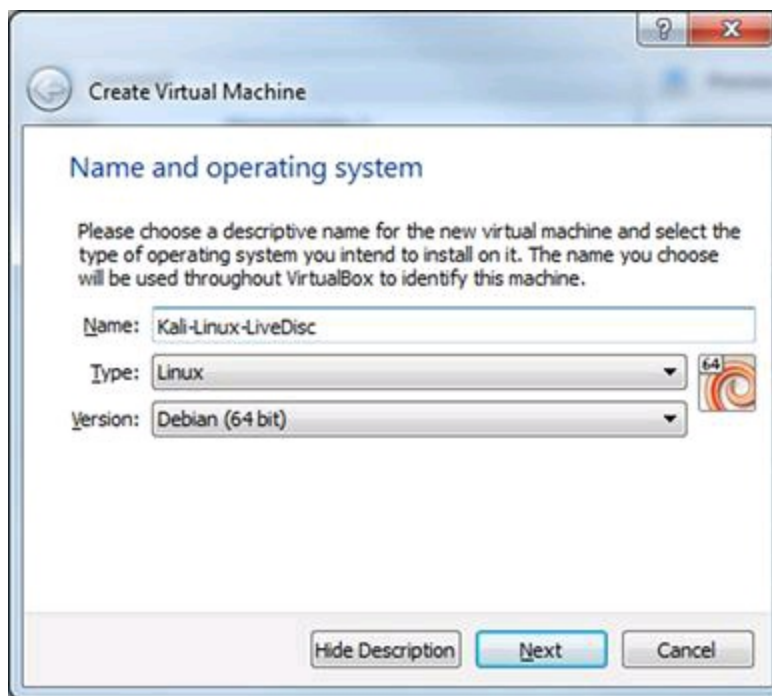 Create Virtual Machine
Name and operating system
Please choose a descriptive name for the new virtual machine and select the
type of operating system you intend to install on it. The name you choose
will be used throughout VirtualBox to identify this machine.
Name: Kali-Linux-LiveDisc
Type: Linux
64
Version: Debian (64 bit)
Hide Description Next Cancel